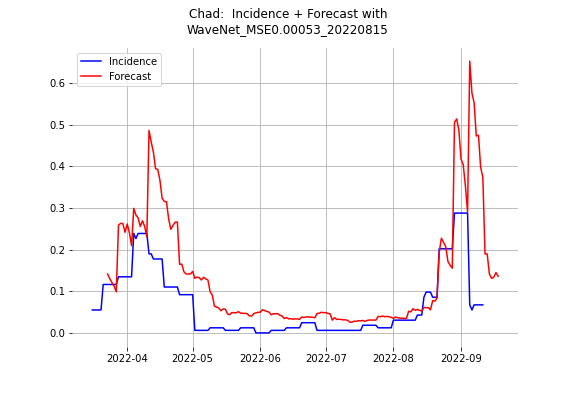 Chad:  Incidence + Forecast with
WaveNet_MSE0.00053_20220815
Incidence
Forecast
0.6
0.5
0.4
0.3
0.2
0.1
0.0
2022-04 2022-05 2022-06 2022-07 2022-08 2022-09